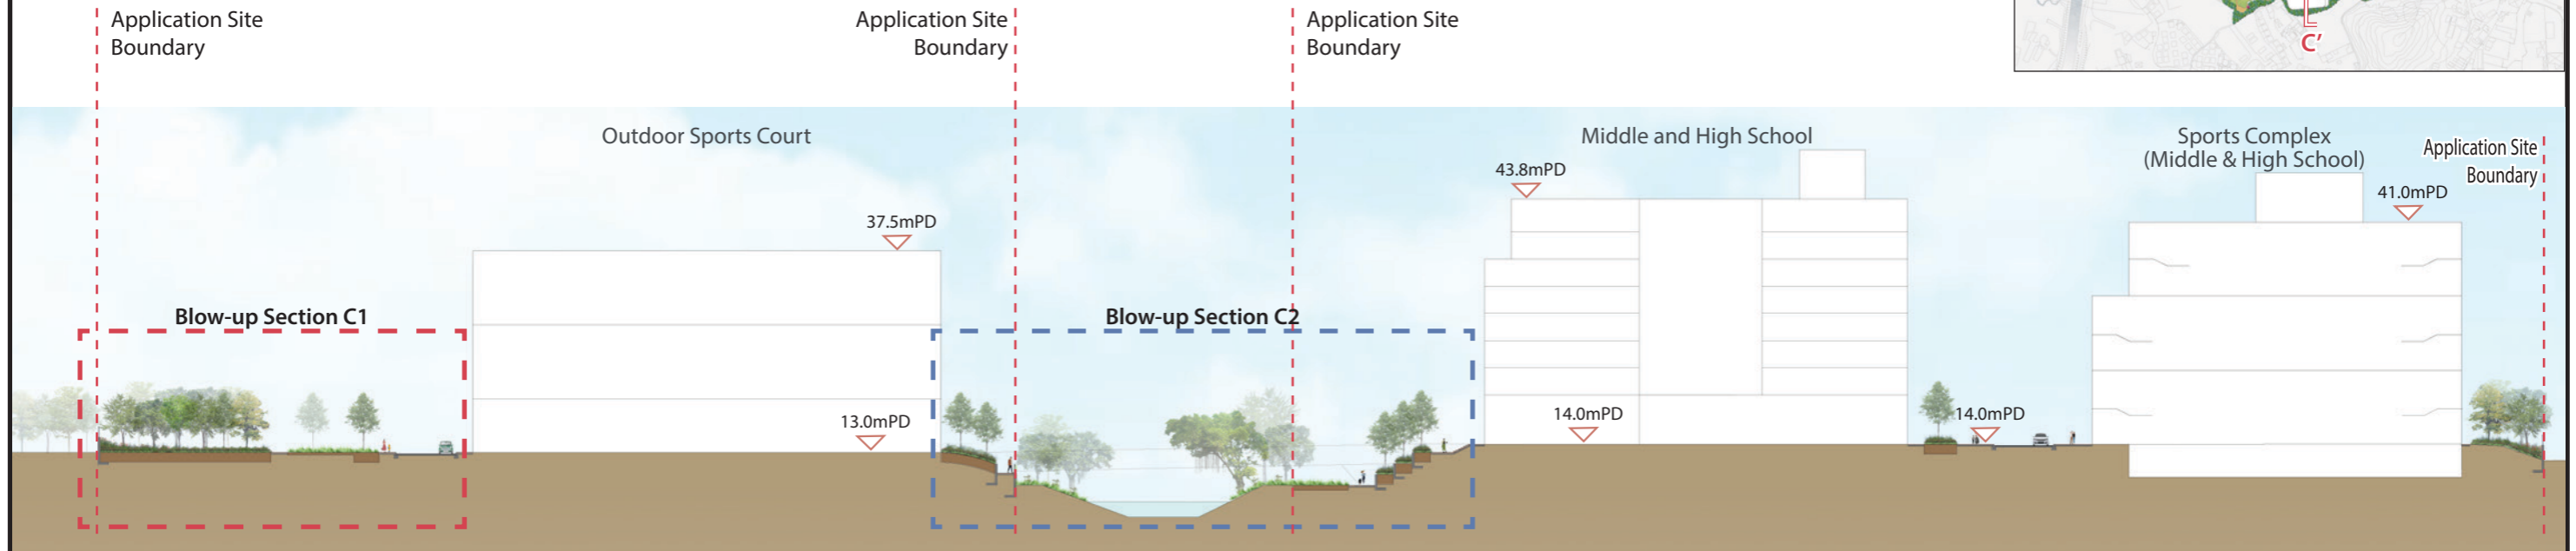 Application Site
Boundary
Application Site
Boundary
Application Site
Boundary
C'
Outdoor Sports Court
Middle and High School
Sports Complex
(Middle & High School)
Application Site
Boundary
43.8mPD
41.0mPD
37.5mPD
Blow-up Section C1
Blow-up Section C2
13.0mPD
14.0mPD
14.0mPD